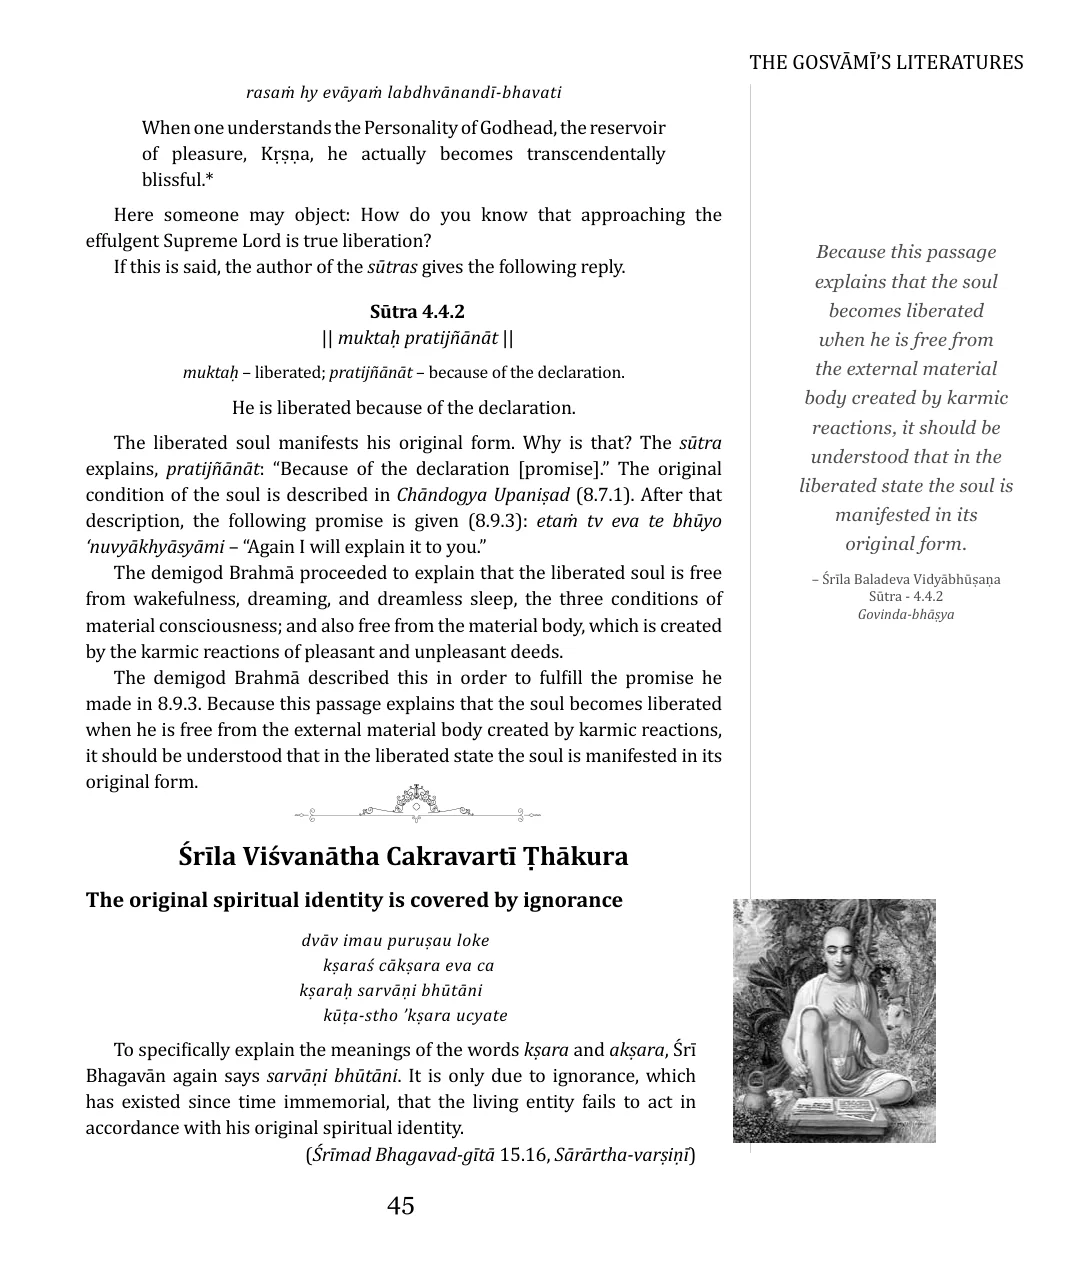 THE GOSVĀMĪ’S LITERATURES
rasaṁ hy evāyaṁ labdhvānandī-bhavati
When one understands the Personality of Godhead, the reservoir
of pleasure, Kṛṣṇa, he actually becomes transcendentally
blissful.*
Here someone may object: How do you know that approaching the
effulgent Supreme Lord is true liberation?
If this is said, the author of the sūtras gives the following reply.
Sūtra 4.4.2
|| muktaḥ pratijñānāt ||
muktaḥ – liberated; pratijñānāt – because of the declaration.
He is liberated because of the declaration.
The liberated soul manifests his original form. Why is that? The sūtra
explains, pratijñānāt: “Because of the declaration [promise].” The original
condition of the soul is described in Chāndogya Upaniṣad (8.7.1). After that
description, the following promise is given (8.9.3): etaṁ tv eva te bhūyo
‘nuvyākhyāsyāmi – “Again I will explain it to you.”
The demigod Brahmā proceeded to explain that the liberated soul is free
from wakefulness, dreaming, and dreamless sleep, the three conditions of
material consciousness; and also free from the material body, which is created
by the karmic reactions of pleasant and unpleasant deeds.
The demigod Brahmā described this in order to fulfill the promise he
made in 8.9.3. Because this passage explains that the soul becomes liberated
when he is free from the external material body created by karmic reactions,
it should be understood that in the liberated state the soul is manifested in its
original form.
Because this passage
explains that the soul
becomes liberated
when he is free from
the external material
body created by karmic
reactions, it should be
understood that in the
liberated state the soul is
manifested in its
original form.
– Śrīla Baladeva Vidyābhūṣaṇa
Sūtra - 4.4.2
Govinda-bhāṣya
Śrīla Viśvanātha Cakravartī Ṭhākura
The original spiritual identity is covered by ignorance
dvāv imau puruṣau loke
kṣaraś cākṣara eva ca
kṣaraḥ sarvāṇi bhūtāni
kūṭa-stho ’kṣara ucyate
To specifically explain the meanings of the words kṣara and akṣara, Śrī
Bhagavān again says sarvāṇi bhūtāni. It is only due to ignorance, which
has existed since time immemorial, that the living entity fails to act in
accordance with his original spiritual identity.
(Śrīmad Bhagavad-gītā 15.16, Sārārtha-varṣiṇī)
45